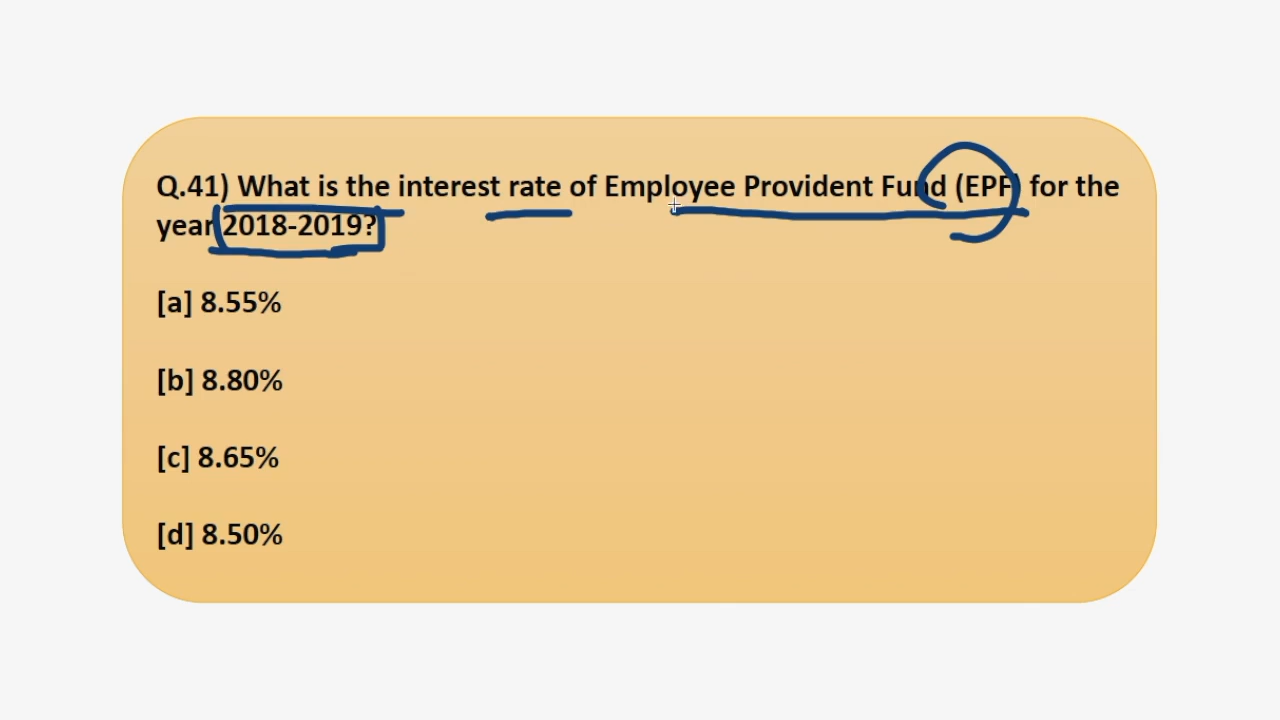 Q.41) What is the interest rate of Employee Provident Fund (EPF) for the
year 2018-2019?
[a] 8.55%
[b] 8.80%
[c] 8.65%
[d] 8.50%